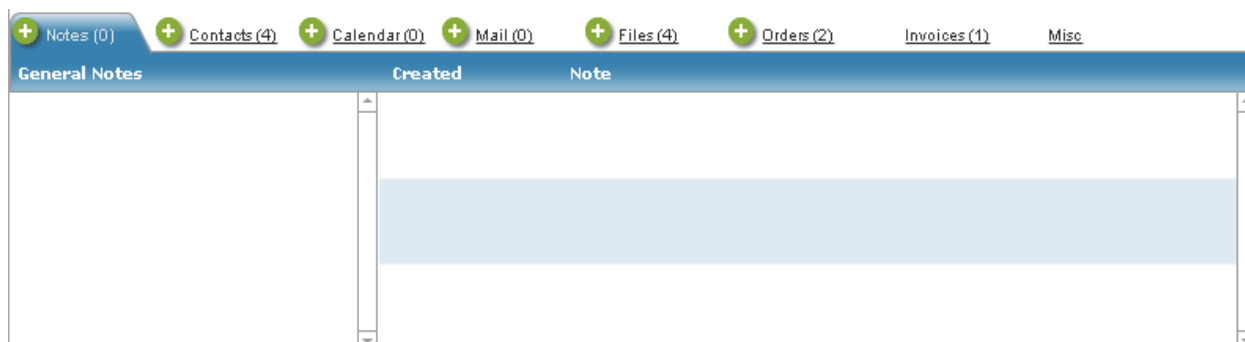 Notes (0) Contacts (4) Calendar (0) Mail (0) Files (4) Orders (2) Invoices (1) Misc
General Notes Created Note